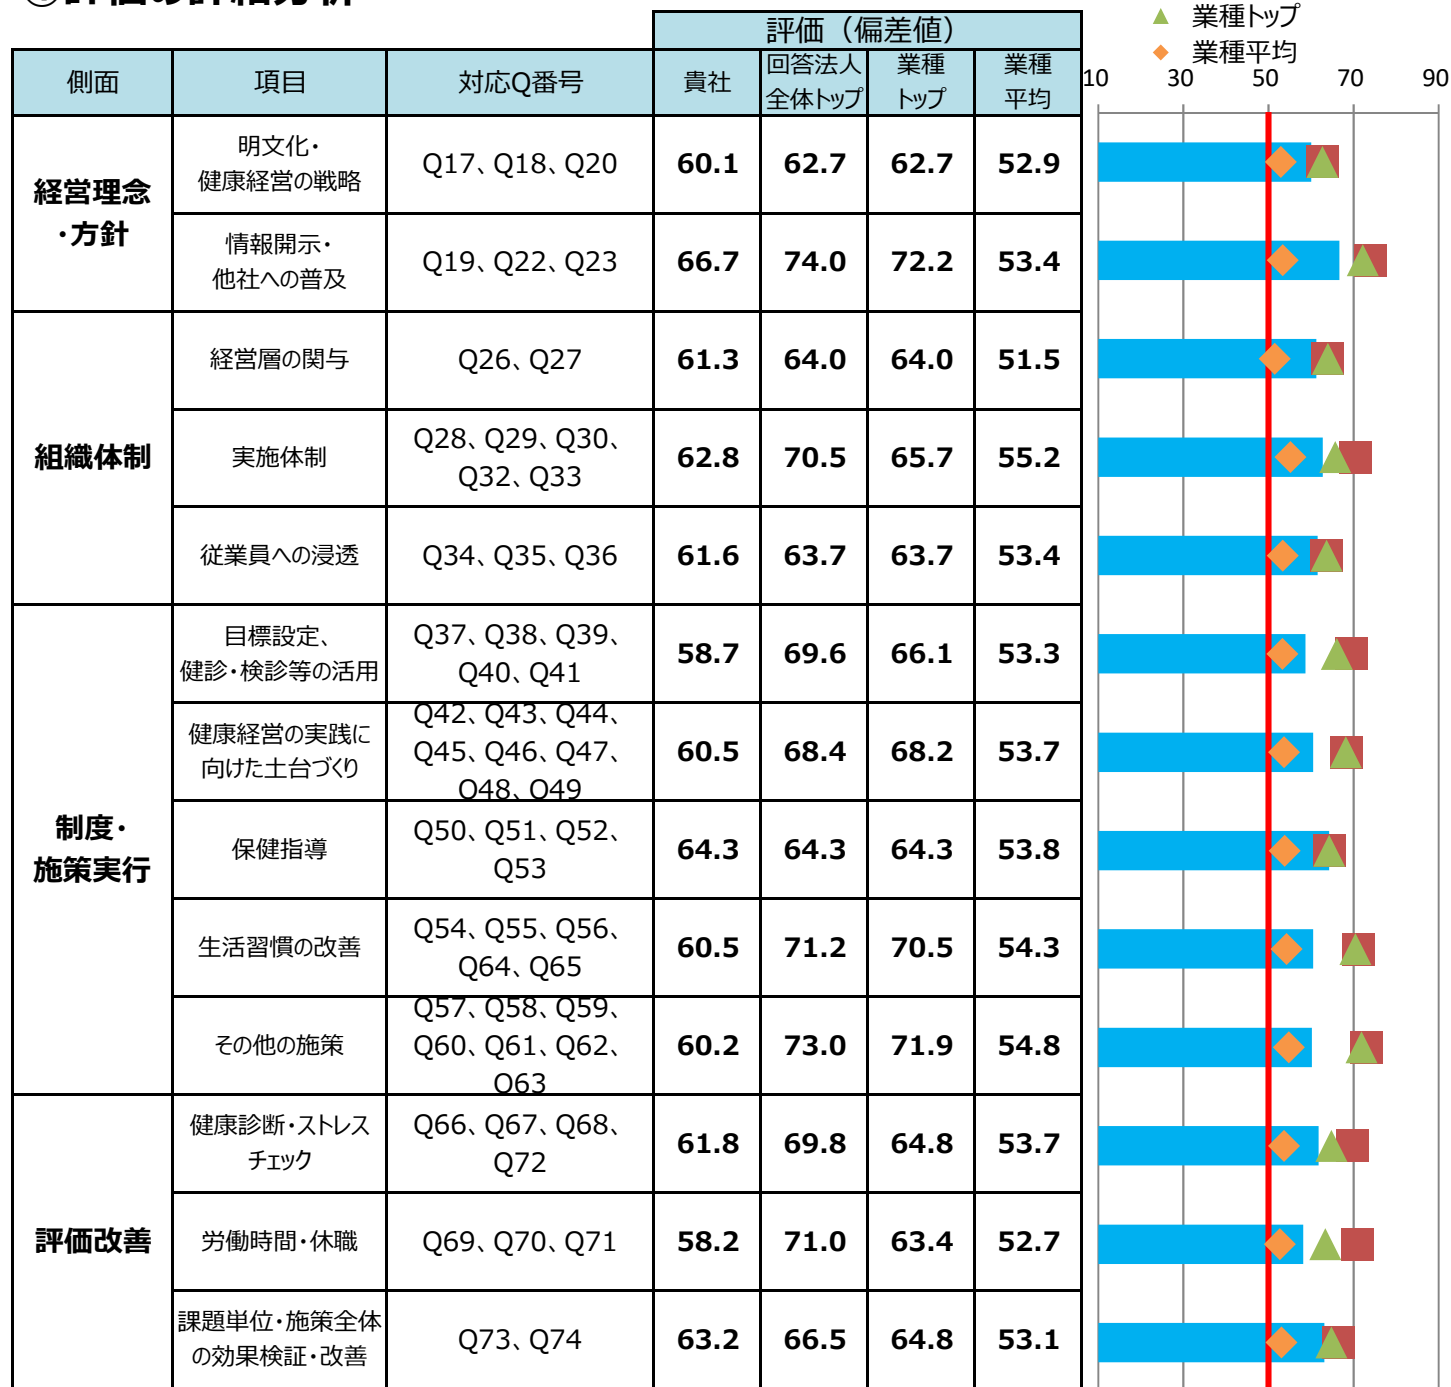 評価（偏差値）
側面 項目 対応Q番号 貴社 回答法人 業種 業種
全体トップ トップ 平均
▲ 業種トップ
◆ 業種平均
10 30 50 70 90
経営理念
・方針
明文化・
健康経営の戦略
Q17、Q18、Q20 60.1 62.7 62.7 52.9
情報開示・
他社への普及
Q19、Q22、Q23 66.7 74.0 72.2 53.4
組織体制
経営層の関与 Q26、Q27 61.3 64.0 64.0 51.5
実施体制
Q28、Q29、Q30、
Q32、Q33
62.8 70.5 65.7 55.2
従業員への浸透 Q34、Q35、Q36 61.6 63.7 63.7 53.4
制度・
施策実行
目標設定、
健診・検診等の活用
Q37、Q38、Q39、
Q40、Q41
58.7 69.6 66.1 53.3
健康経営の実践に
向けた土台づくり
Q42、Q43、Q44、
Q45、Q46、Q47、
Q48、Q49
60.5 68.4 68.2 53.7
保健指導
Q50、Q51、Q52、
Q53
64.3 64.3 64.3 53.8
生活習慣の改善
Q54、Q55、Q56、
Q64、Q65
60.5 71.2 70.5 54.3
その他の施策
Q57、Q58、Q59、
Q60、Q61、Q62、
Q63
60.2 73.0 71.9 54.8
評価改善
健康診断・ストレス
チェック
Q66、Q67、Q68、
Q72
61.8 69.8 64.8 53.7
労働時間・休職 Q69、Q70、Q71 58.2 71.0 63.4 52.7
課題単位・施策全体
の効果検証・改善
Q73、Q74 63.2 66.5 64.8 53.1